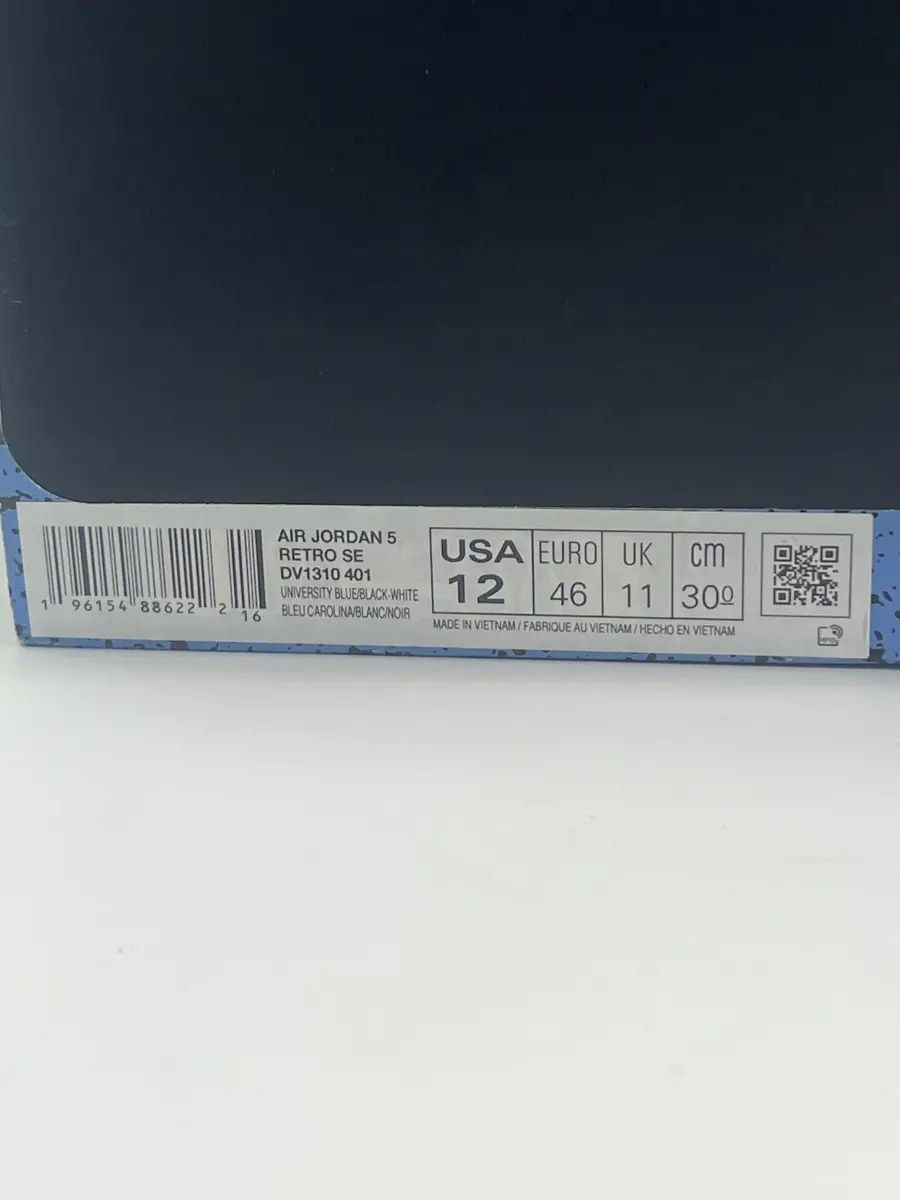 1 96154 88622 2 16
AIR JORDAN 5
RETRO SE
DV1310 401
UNIVERSITY BLUE/BLACK-WHITE
BLEU CAROLINA/BLANC/NOIR
USA EURO UK cm
12 46 11 30º
MADE IN VIETNAM / FABRIQUE AU VIETNAM / HECHO EN VIETNAM